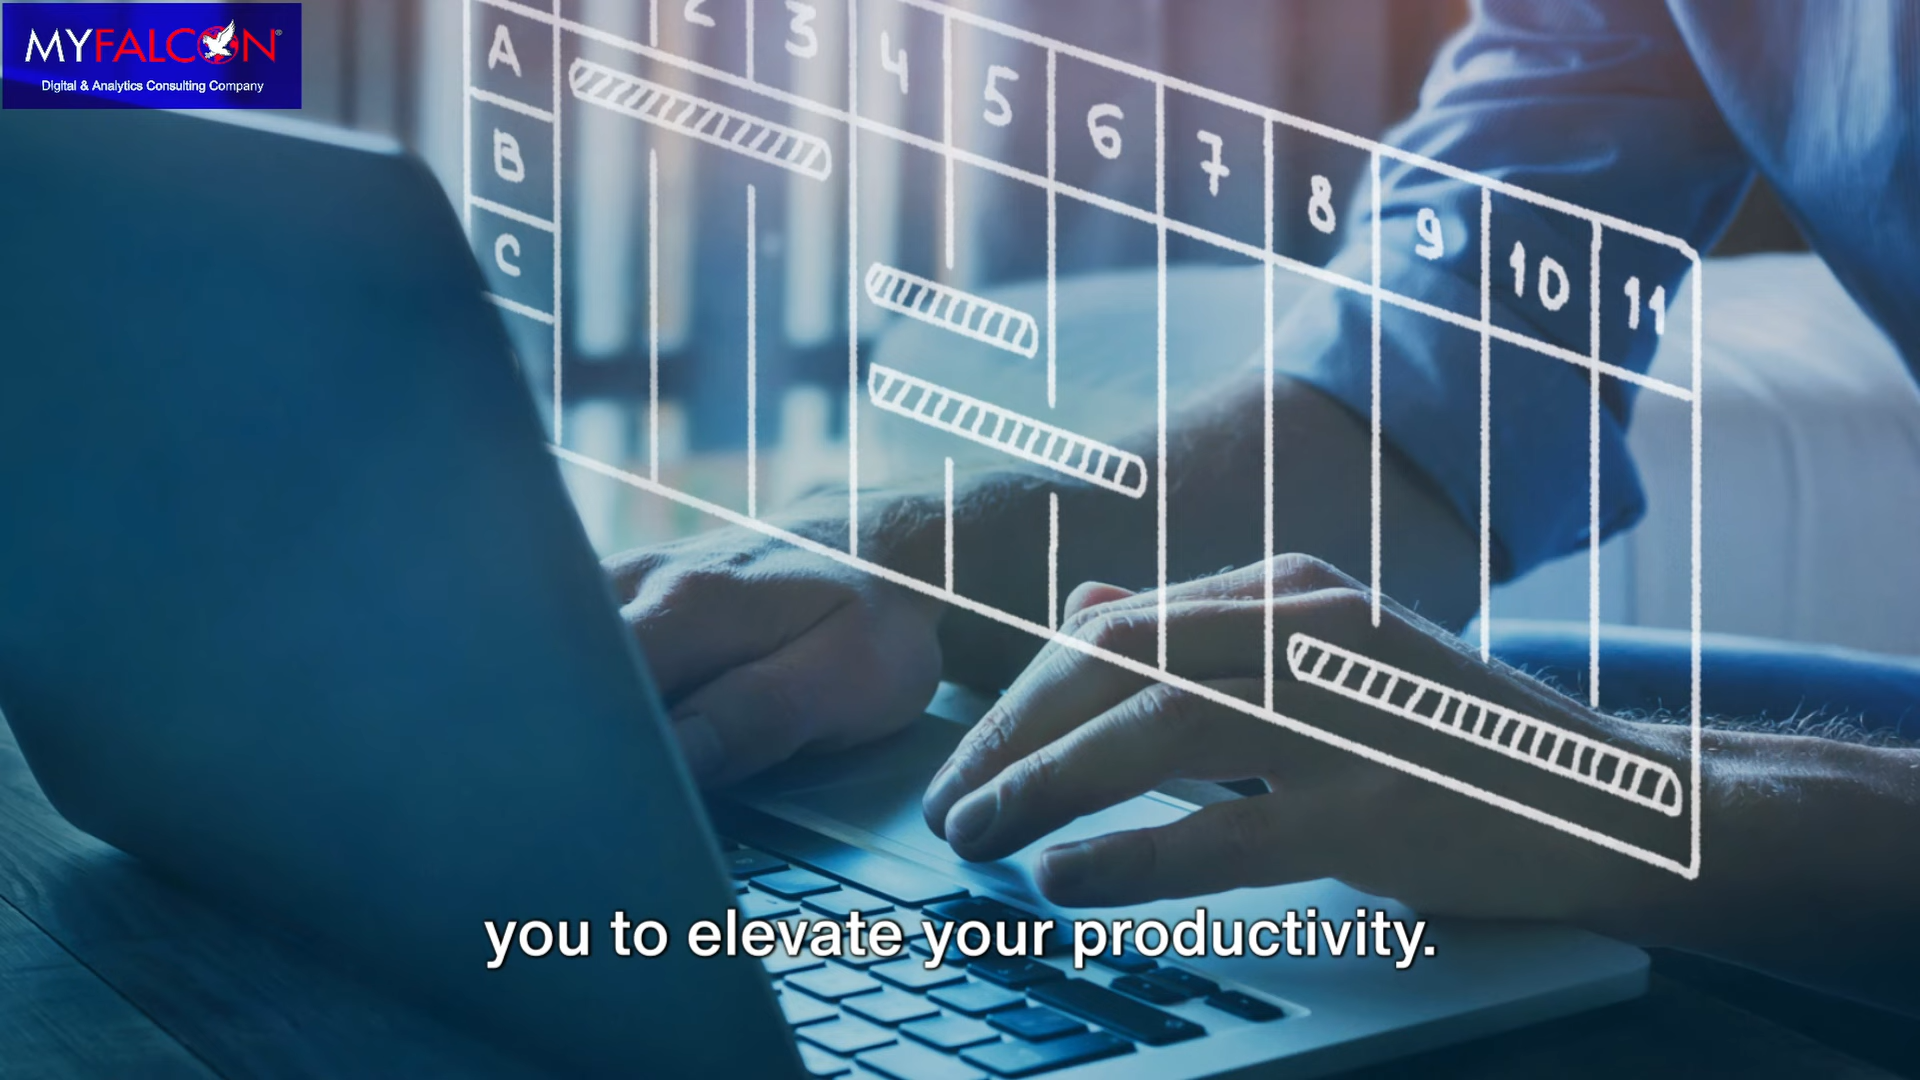 MYFALCON®
Digital & Analytics Consulting Company
2 3 4 5 6 7 8 9 10 11
A
B
C
you to elevate your productivity.